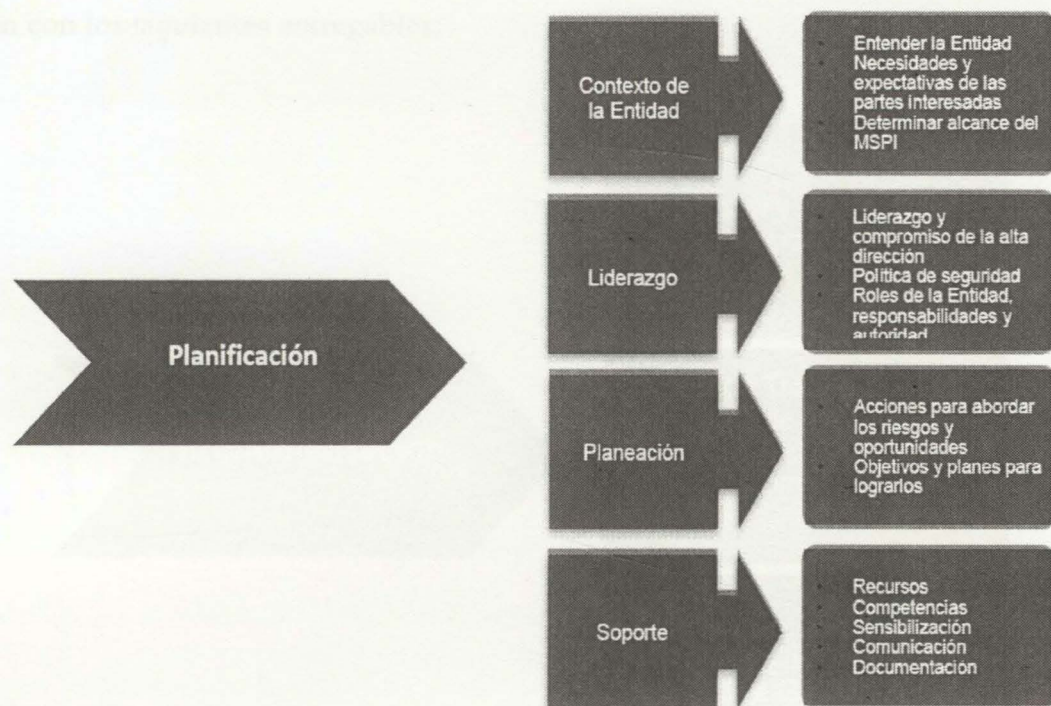 Planificación
Contexto de
la Entidad
Entender la Entidad
Necesidades y
expectativas de las
partes interesadas
Determinar alcance del
MSPI
Liderazgo
Liderazgo y
compromiso de la alta
dirección
Política de seguridad
Roles de la Entidad,
responsabilidades y
autoridad
Planeación
Acciones para abordar
los riesgos y
oportunidades
Objetivos y planes para
lograrlos
Soporte
Recursos
Competencias
Sensibilización
Comunicación
Documentación